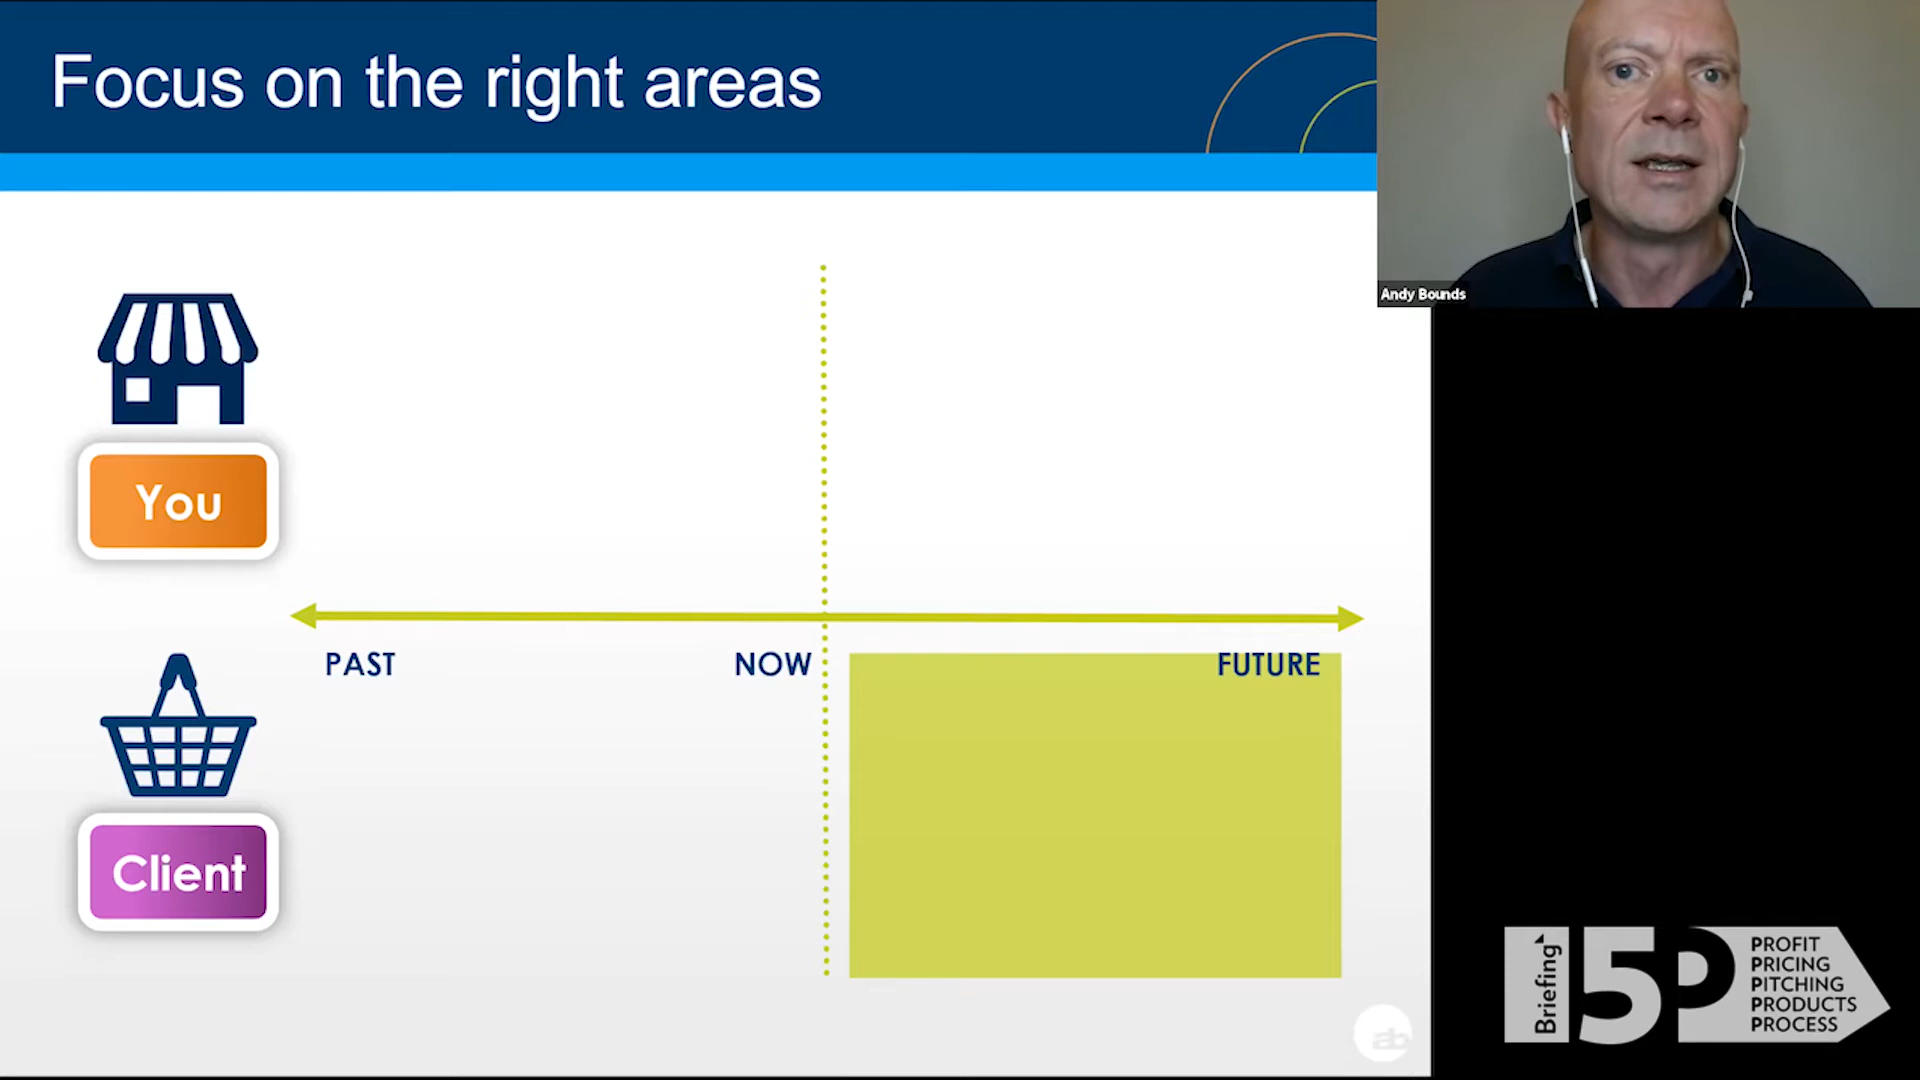 Focus on the right areas
Andy Bounds
You
PAST
NOW
FUTURE
Client
Briefing
5P
PROFIT
PRICING
PITCHING
PRODUCTS
PROCESS
ab